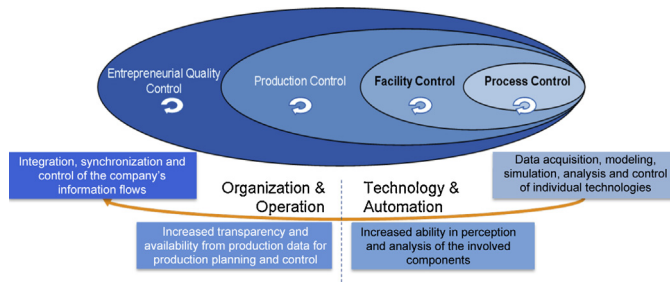 Entrepreneurial Quality
Control
Production Control
Facility Control
Process Control
Integration, synchronization and
control of the company's
information flows
Organization &
Operation
Technology &
Automation
Data acquisition, modeling,
simulation, analysis and control
of individual technologies
Increased transparency and
availability from production data for
production planning and control
Increased ability in perception
and analysis of the involved
components